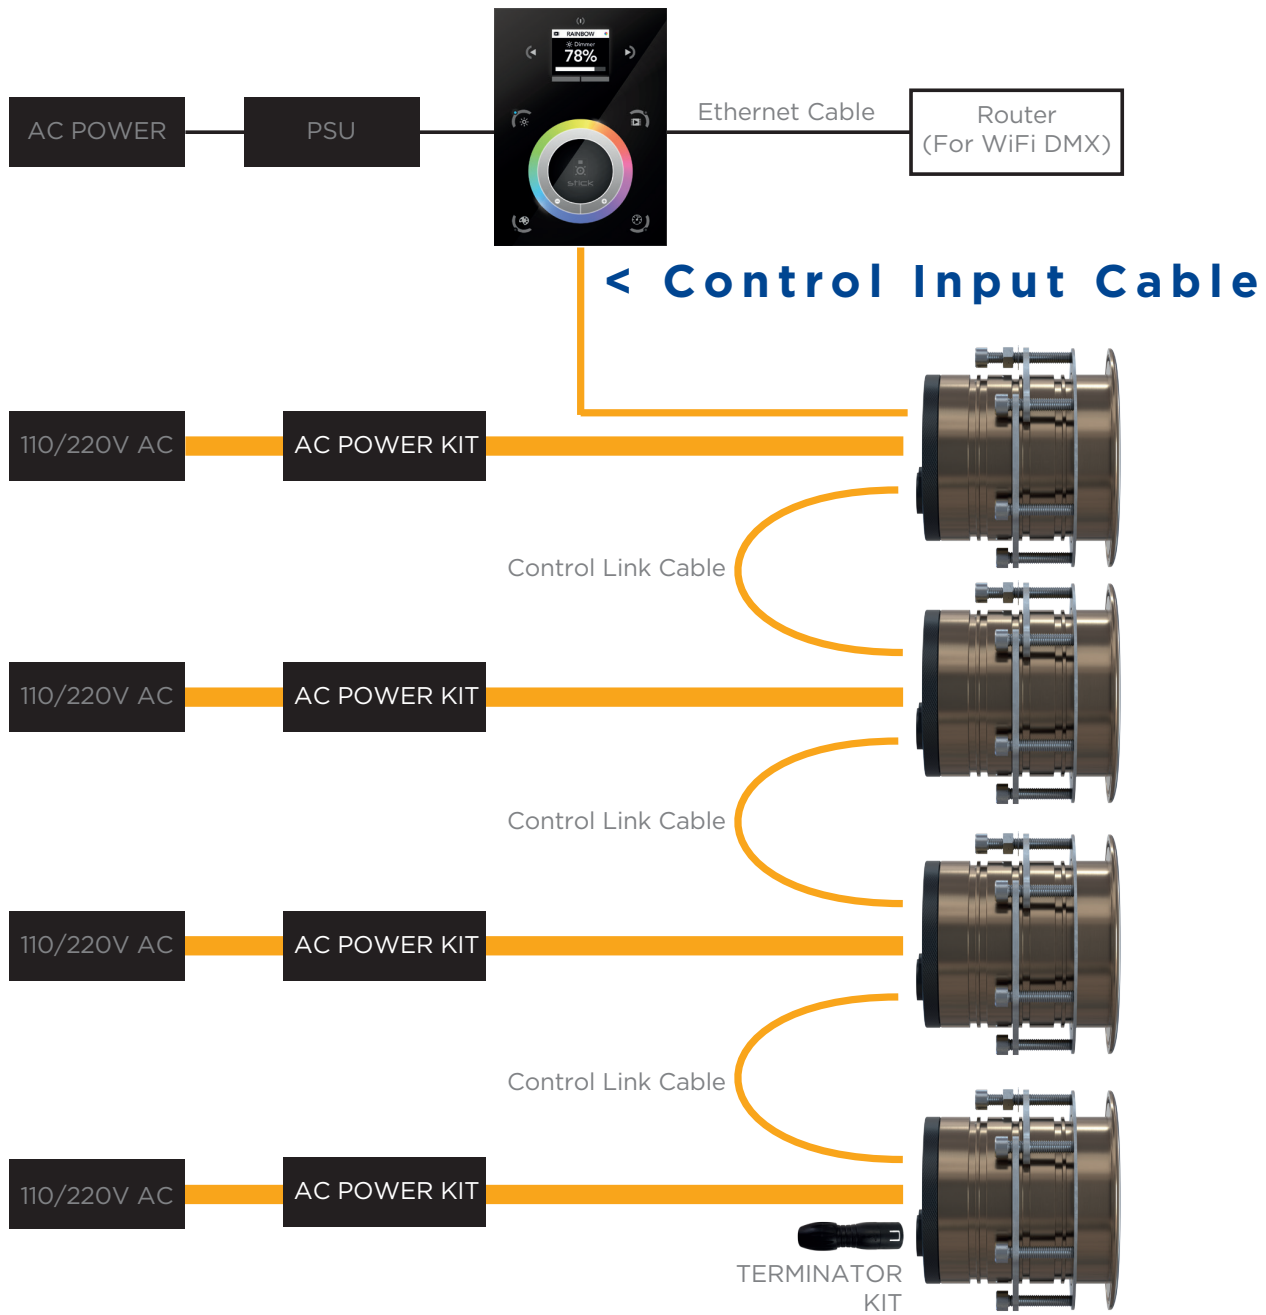 RAINBOW
Dimmer
78%
stick
AC POWER
PSU
Ethernet Cable
Router
(For WiFi DMX)
< Control Input Cable
110/220V AC
AC POWER KIT
Control Link Cable
110/220V AC
AC POWER KIT
Control Link Cable
110/220V AC
AC POWER KIT
Control Link Cable
110/220V AC
AC POWER KIT
TERMINATOR
KIT